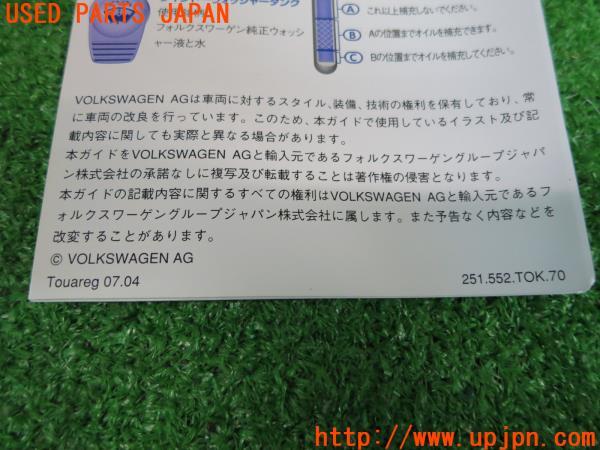 USED PARTS JAPAN
ウォッシャータンク
使用
フォルクスワーゲン純正ウォッシ
ャー液と水
A これ以上補充しないでください。
B Aの位置までオイルを補充できます。
C Bの位置までオイルを補充してください。
VOLKSWAGEN AGは車両に対するスタイル、装備、技術の権利を保有しており、常
に車両の改良を行っています。このため、本ガイドで使用しているイラスト及び記
載内容に関しても実際と異なる場合があります。
本ガイドをVOLKSWAGEN AGと輸入元であるフォルクスワーゲングループジャパ
ン株式会社の承諾なしに複写及び転載することは著作権の侵害となります。
本ガイドの記載内容に関するすべての権利はVOLKSWAGEN AGと輸入元であるフ
ォルクスワーゲングループジャパン株式会社に属します。また予告なく内容などを
改変することがあります。
© VOLKSWAGEN AG
Touareg 07.04
251.552.TOK.70
http://www.upjpn.com/